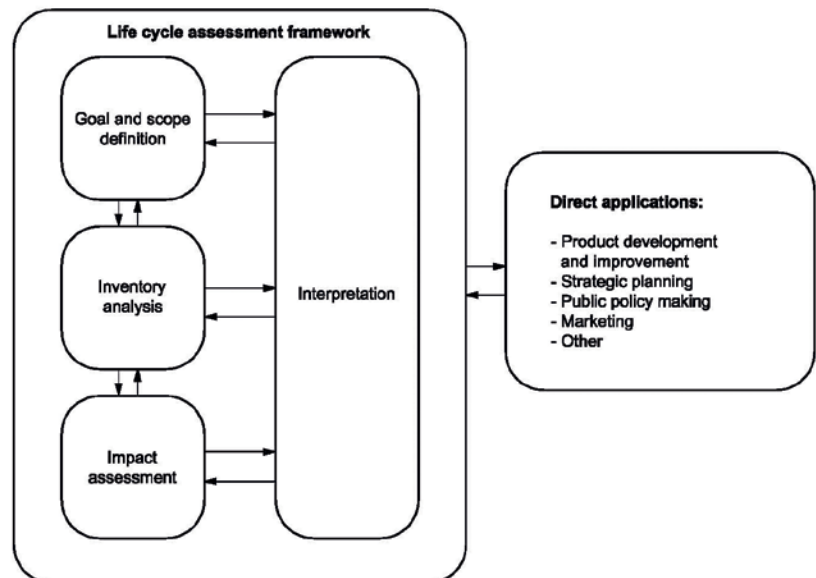 Life cycle assessment framework
Goal and scope
definition
Inventory
analysis
Impact
assessment
Interpretation
Direct applications:
- Product development
and improvement
- Strategic planning
- Public policy making
- Marketing
- Other